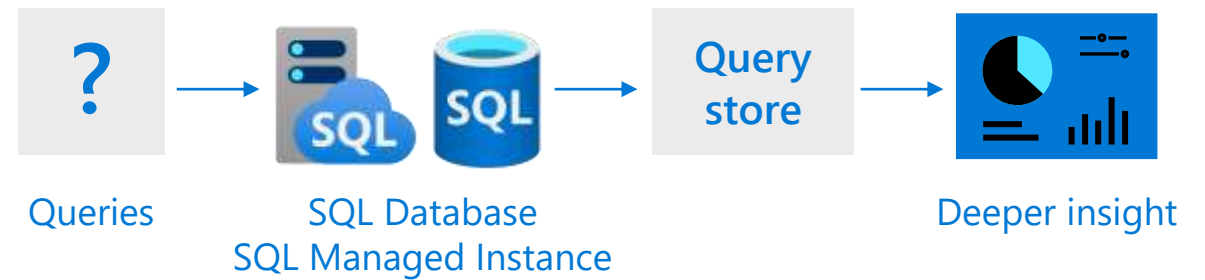 ?
SQL
SQL
Query
store
Queries
SQL Database
SQL Managed Instance
Deeper insight